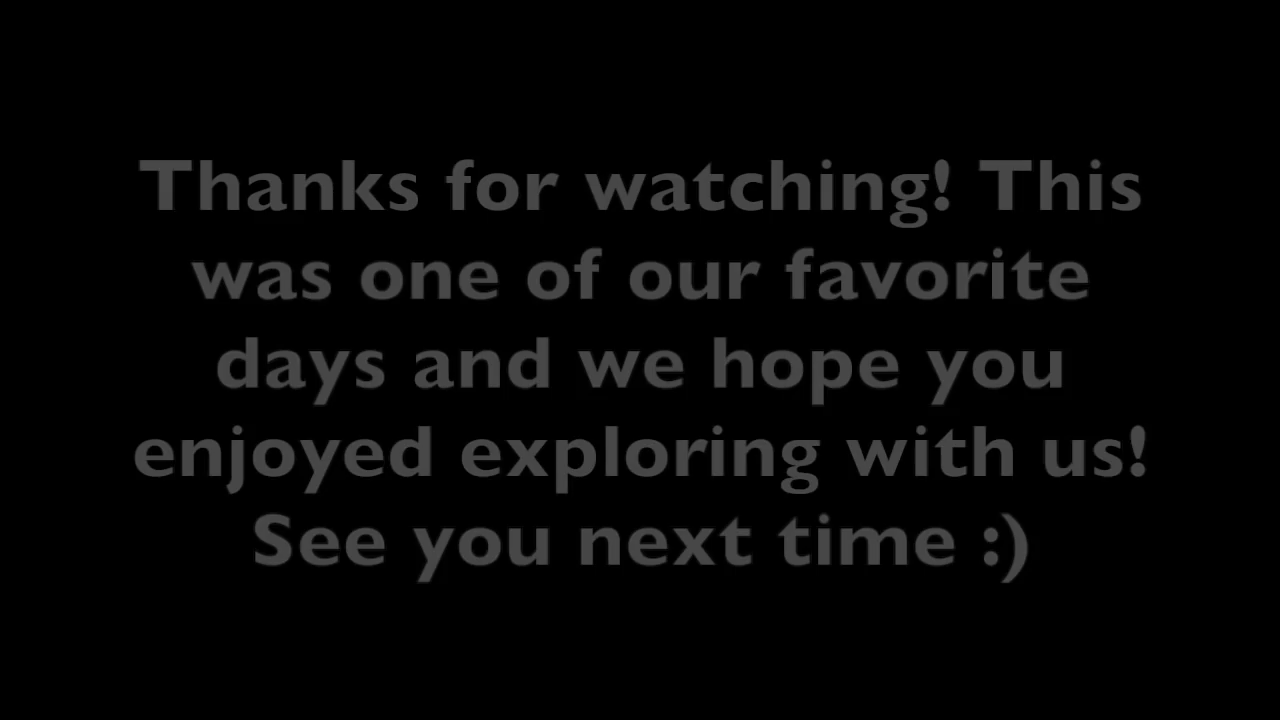 Thanks for watching! This
was one of our favorite
days and we hope you
enjoyed exploring with us!
See you next time :)